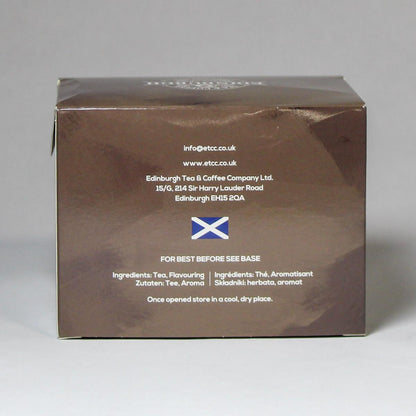 info@etcc.co.uk
www.etcc.co.uk
Edinburgh Tea & Coffee Company Ltd.
15/G, 214 Sir Harry Lauder Road
Edinburgh EH15 2QA
FOR BEST BEFORE SEE BASE
Ingredients: Tea, Flavouring
Zutaten: Tee, Aroma
Ingrédients: Thé, Aromatisant
Składniki: herbata, aromat
Once opened store in a cool, dry place.